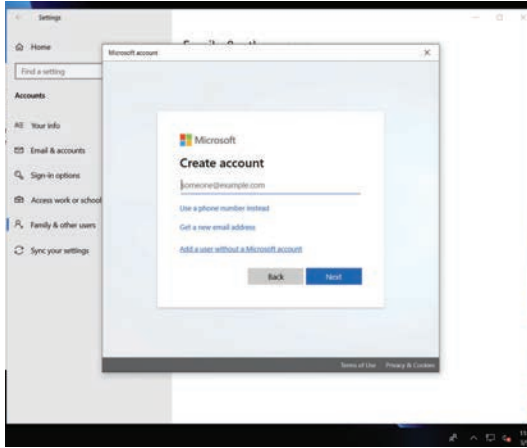 Settings
Home
Find a setting
Accounts
Your info
Email & accounts
Sign-in options
Access work or school
Family & other users
Sync your settings
Microsoft account
Microsoft
Create account
someone@example.com
Use a phone number instead
Get a new email address
Add a user without a Microsoft account
Back
Next
Terms of Use
Privacy & Cookies